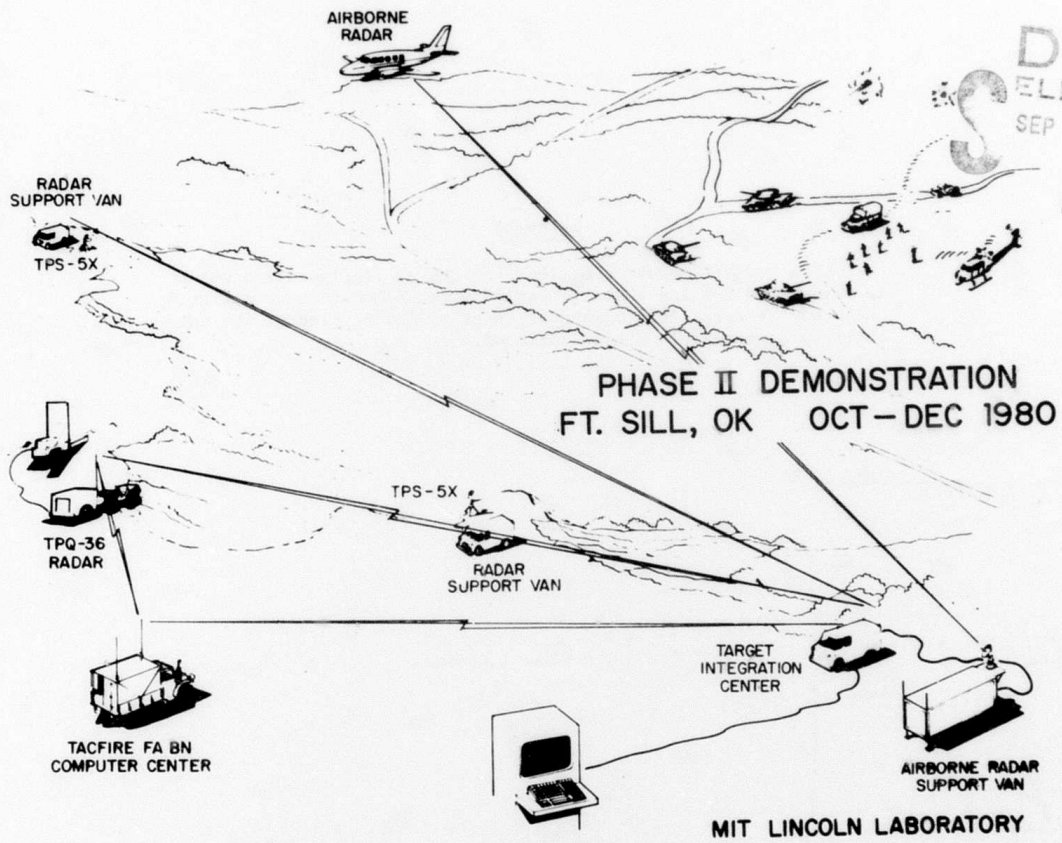 AIRBORNE
RADAR
D
S
EL
SEP
RADAR
SUPPORT VAN
TPS-5X
PHASE II DEMONSTRATION
FT. SILL, OK OCT-DEC 1980
TPS-5X
TPQ-36
RADAR
RADAR
SUPPORT VAN
TARGET
INTEGRATION
CENTER
TACFIRE FA BN
COMPUTER CENTER
AIRBORNE RADAR
SUPPORT VAN
MIT LINCOLN LABORATORY